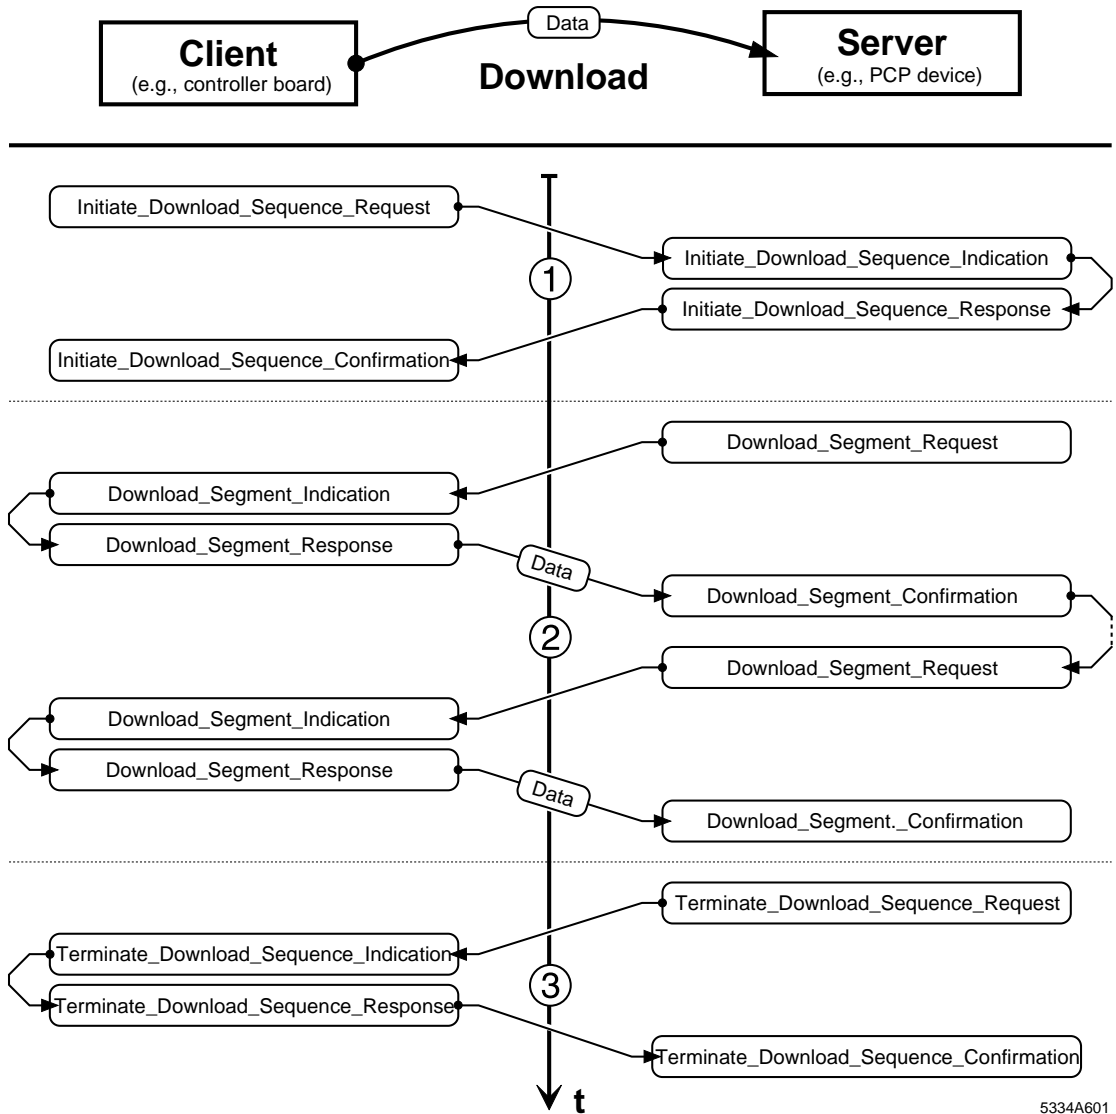 Data
Client
(e.g., controller board)
Download
Server
(e.g., PCP device)
Initiate_Download_Sequence_Request
Initiate_Download_Sequence_Indication
1
Initiate_Download_Sequence_Response
Initiate_Download_Sequence_Confirmation
Download_Segment_Request
Download_Segment_Indication
Download_Segment_Response
Data
Download_Segment_Confirmation
2
Download_Segment_Request
Download_Segment_Indication
Download_Segment_Response
Data
Download_Segment._Confirmation
Terminate_Download_Sequence_Request
Terminate_Download_Sequence_Indication
3
Terminate_Download_Sequence_Response
Terminate_Download_Sequence_Confirmation
t
5334A601